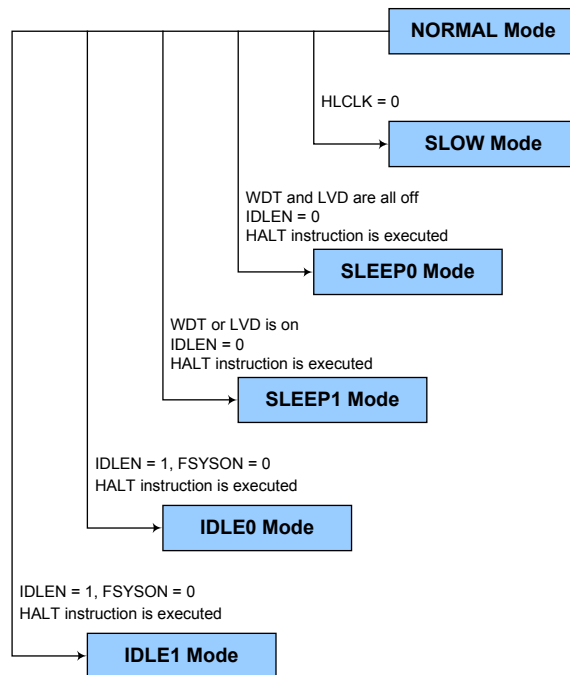 NORMAL Mode
HLCLK = 0
SLOW Mode
WDT and LVD are all off
IDLEN = 0
HALT instruction is executed
SLEEP0 Mode
WDT or LVD is on
IDLEN = 0
HALT instruction is executed
SLEEP1 Mode
IDLEN = 1, FSYSON = 0
HALT instruction is executed
IDLE0 Mode
IDLEN = 1, FSYSON = 0
HALT instruction is executed
IDLE1 Mode